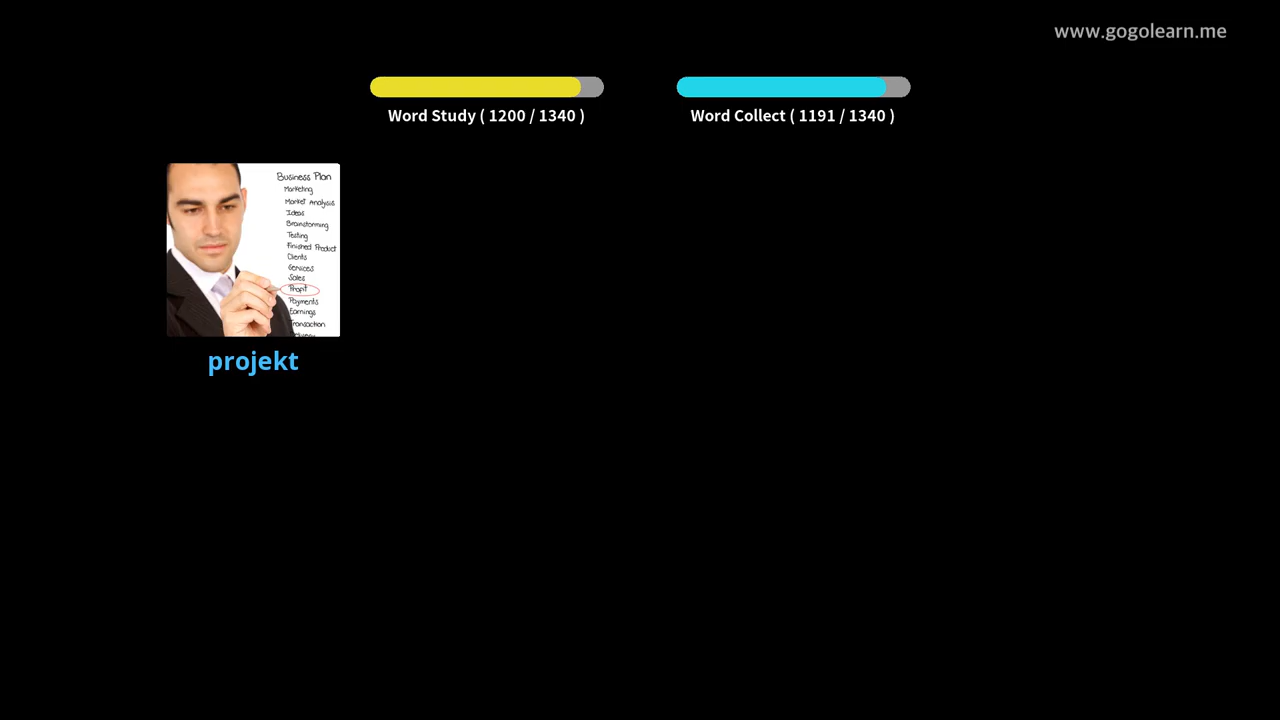 www.gogolearn.me
Word Study ( 1200 / 1340 )
Word Collect ( 1191 / 1340 )
Business Plan
Marketing
Market Analysis
Ideas
Brainstorming
Testing
Finished Product
Clients
Services
Sales
Profit
Payments
Earnings
Transaction
projekt